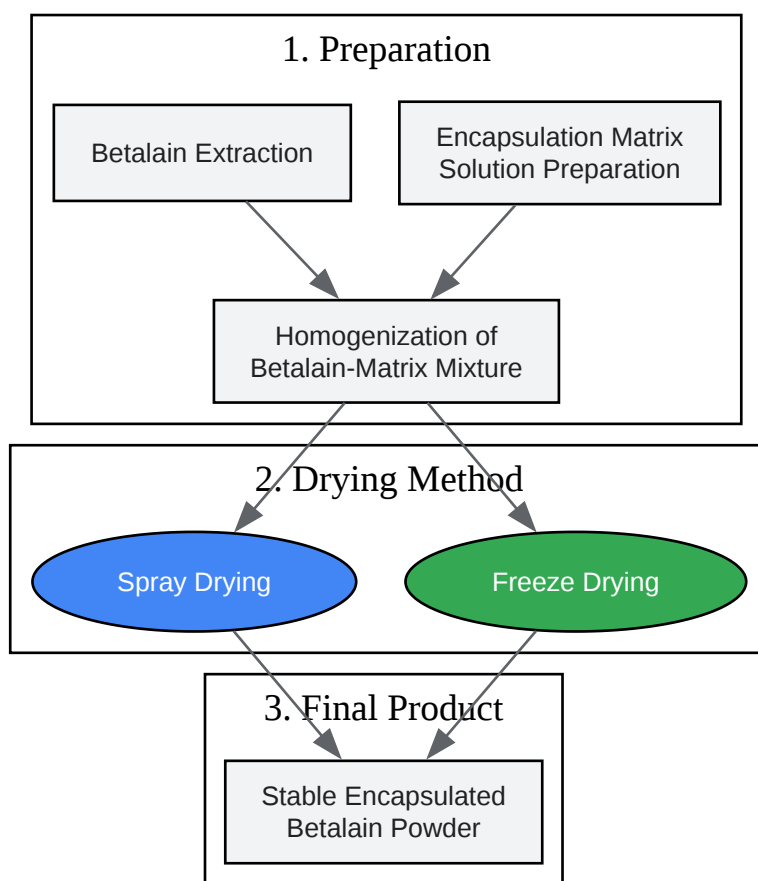 1. Preparation
Betalain Extraction
Encapsulation Matrix
Solution Preparation
Homogenization of
Betalain-Matrix Mixture
2. Drying Method
Spray Drying
Freeze Drying
3. Final Product
Stable Encapsulated
Betalain Powder